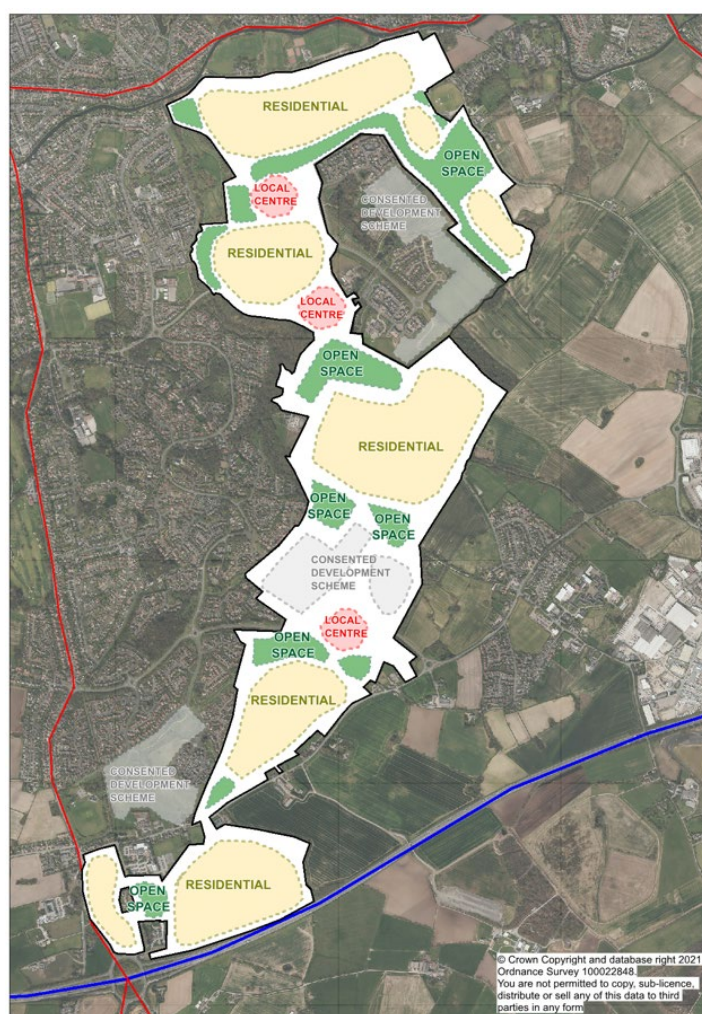 RESIDENTIAL
OPEN
SPACE
LOCAL
CENTRE
CONSENTED
DEVELOPMENT
SCHEME
RESIDENTIAL
LOCAL
CENTRE
OPEN
SPACE
RESIDENTIAL
OPEN
SPACE
OPEN
SPACE
CONSENTED
DEVELOPMENT
SCHEME
LOCAL
CENTRE
OPEN
SPACE
RESIDENTIAL
CONSENTED
DEVELOPMENT
SCHEME
RESIDENTIAL
OPEN
SPACE
© Crown Copyright and database right 2021
Ordnance Survey 100022848.
You are not permitted to copy, sub-licence,
distribute or sell any of this data to third
parties in any form